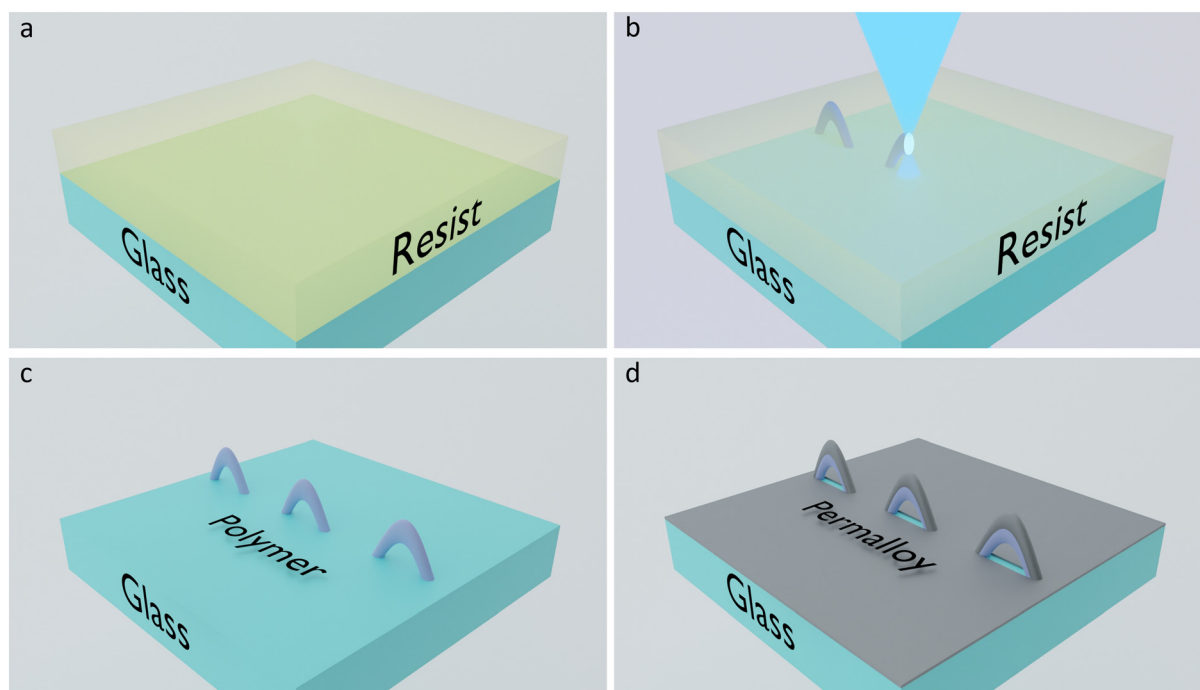 a
Glass
Resist
b
Glass
Resist
c
Polymer
Glass
d
Permalloy
Glass